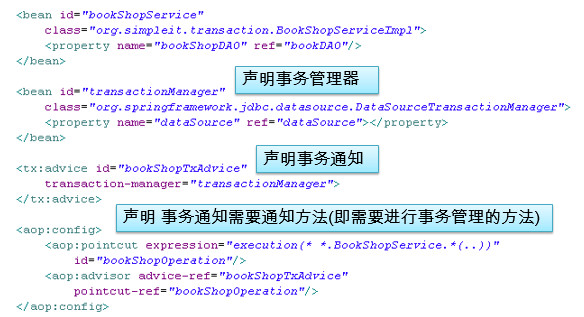 <bean id="bookShopService"
class="org.simpleit.transaction.BookShopServiceImpl">
<property name="bookShopDAO" ref="bookDAO"/>
</bean>
声明事务管理器
<bean id="transactionManager"
class="org.springframework.jdbc.datasource.DataSourceTransactionManager">
<property name="dataSource" ref="dataSource"></property>
</bean>
声明事务通知
<tx:advice id="bookShopTxAdvice"
transaction-manager="transactionManager">
</tx:advice>
声明 事务通知需要通知方法(即需要进行事务管理的方法)
<aop:config>
<aop:pointcut expression="execution(* *.BookShopService.*(..))"
id="bookShopOperation"/>
<aop:advisor advice-ref="bookShopTxAdvice"
pointcut-ref="bookShopOperation"/>
</aop:config>